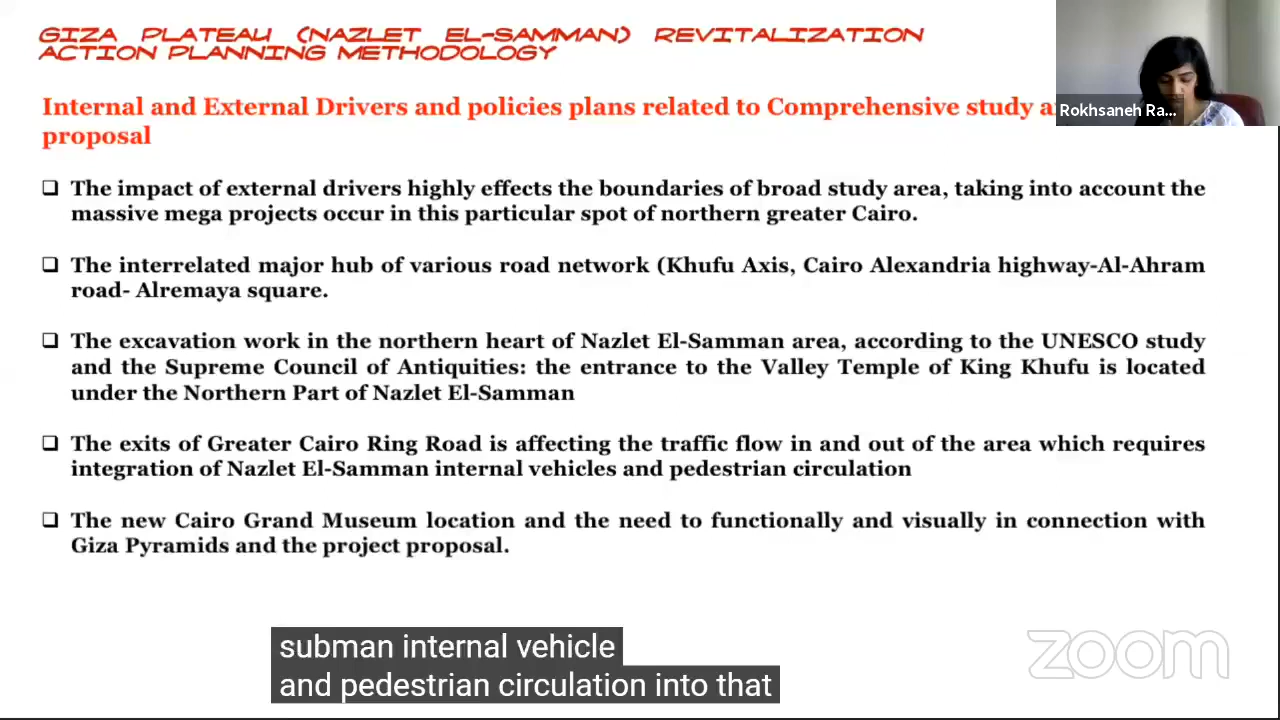 GIZA PLATEAU (NAZLET EL-SAMMAN) REVITALIZATION
ACTION PLANNING METHODOLOGY
Internal and External Drivers and policies plans related to Comprehensive study
proposal
Rokhsaneh Ra...
❑ The impact of external drivers highly effects the boundaries of broad study area, taking into account the
massive mega projects occur in this particular spot of northern greater Cairo.
❑ The interrelated major hub of various road network (Khufu Axis, Cairo Alexandria highway-Al-Ahram
road- Alremaya square.
❑ The excavation work in the northern heart of Nazlet El-Samman area, according to the UNESCO study
and the Supreme Council of Antiquities: the entrance to the Valley Temple of King Khufu is located
under the Northern Part of Nazlet El-Samman
❑ The exits of Greater Cairo Ring Road is affecting the traffic flow in and out of the area which requires
integration of Nazlet El-Samman internal vehicles and pedestrian circulation
❑ The new Cairo Grand Museum location and the need to functionally and visually in connection with
Giza Pyramids and the project proposal.
subman internal vehicle
and pedestrian circulation into that
zoom